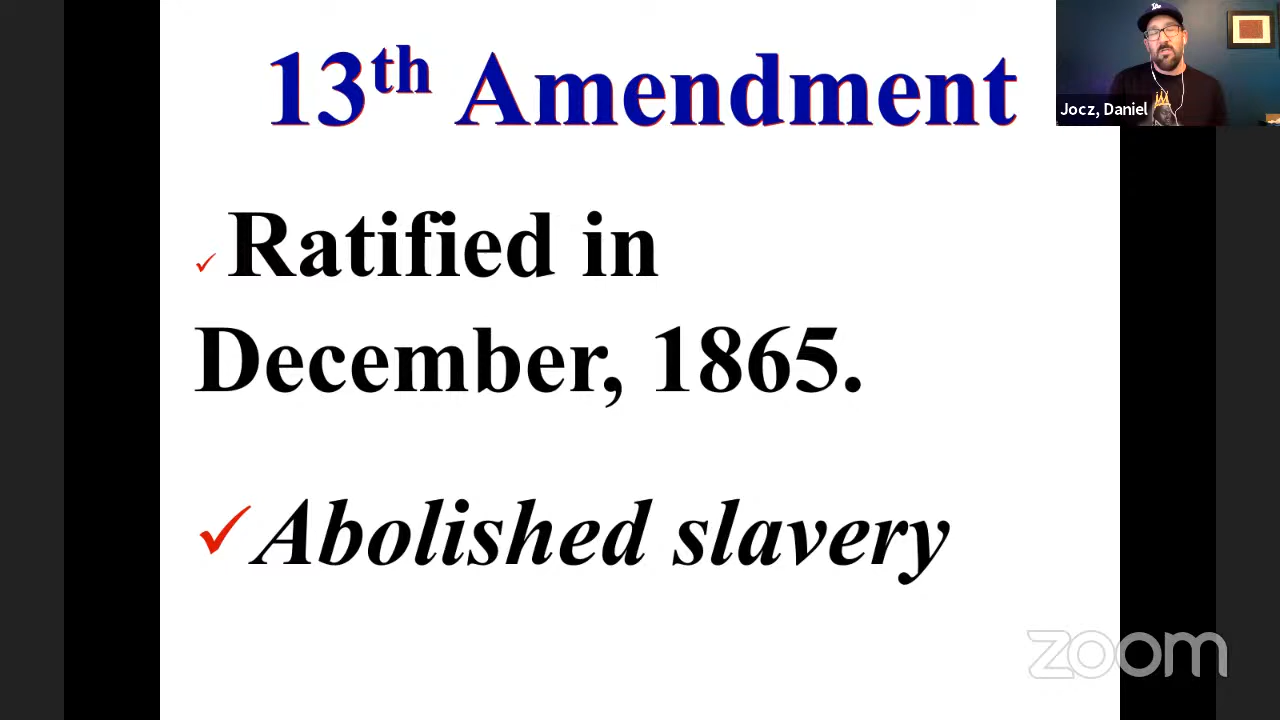 13th Amendment
Jocz, Daniel
✓Ratified in
December, 1865.
✓Abolished slavery
zoom